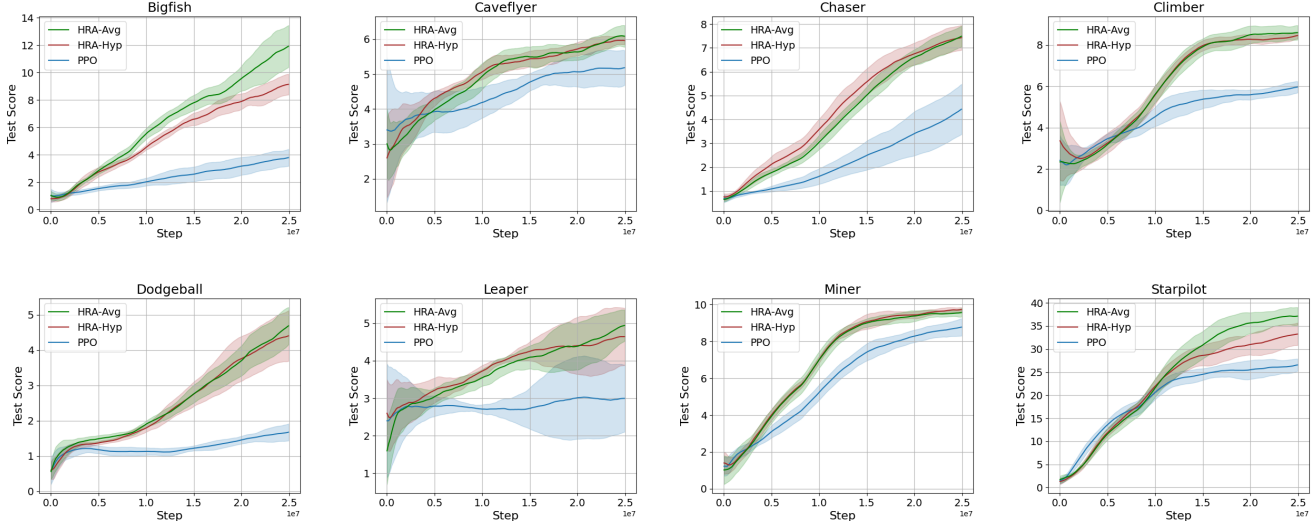 Bigfish
HRA-Avg
HRA-Hyp
PPO
Test Score
14
12
10
8
6
4
2
0
0.0 0.5 1.0 1.5 2.0 2.5
1e7
Step
Caveflyer
HRA-Avg
HRA-Hyp
PPO
Test Score
6
5
4
3
2
0.0 0.5 1.0 1.5 2.0 2.5
1e7
Step
Chaser
HRA-Avg
HRA-Hyp
PPO
Test Score
8
7
6
5
4
3
2
1
0.0 0.5 1.0 1.5 2.0 2.5
1e7
Step
Climber
HRA-Avg
HRA-Hyp
PPO
Test Score
8
6
4
2
0
0.0 0.5 1.0 1.5 2.0 2.5
1e7
Step
Dodgeball
HRA-Avg
HRA-Hyp
PPO
Test Score
5
4
3
2
1
0
0.0 0.5 1.0 1.5 2.0 2.5
1e7
Step
Leaper
HRA-Avg
HRA-Hyp
PPO
Test Score
5
4
3
2
1
0.0 0.5 1.0 1.5 2.0 2.5
1e7
Step
Miner
HRA-Avg
HRA-Hyp
PPO
Test Score
10
8
6
4
2
0
0.0 0.5 1.0 1.5 2.0 2.5
1e7
Step
Starpilot
HRA-Avg
HRA-Hyp
PPO
Test Score
40
35
30
25
20
15
10
5
0
0.0 0.5 1.0 1.5 2.0 2.5
1e7
Step